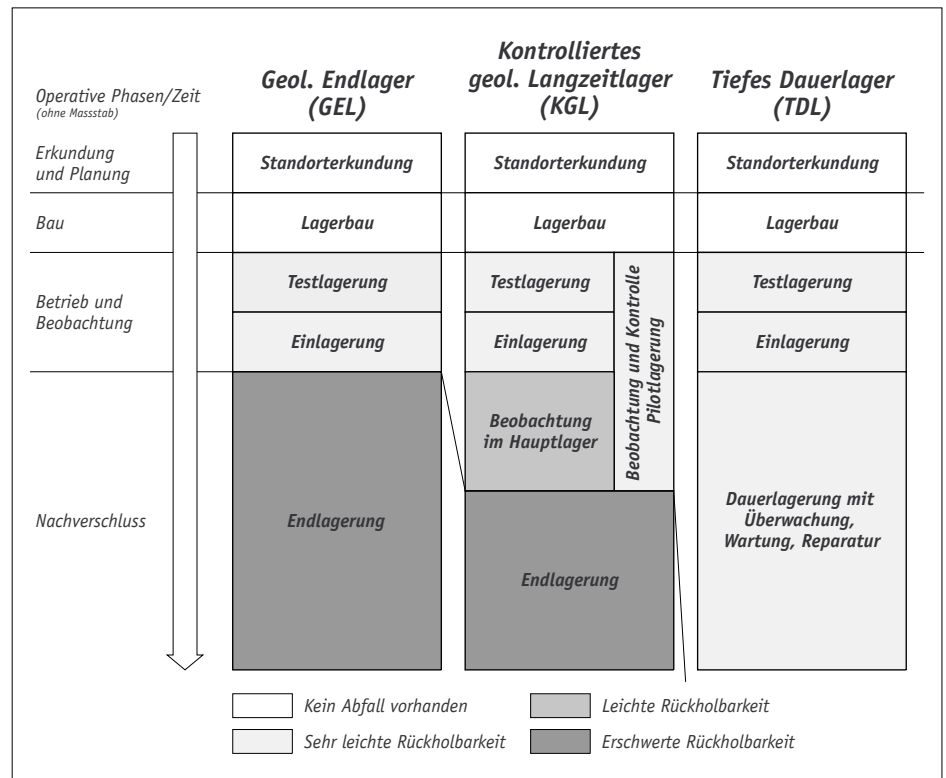 Operative Phasen/Zeit
(ohne Massstab)
Geol. Endlager
(GEL)
Kontrolliertes
geol. Langzeitlager
(KGL)
Tiefes Dauerlager
(TDL)
Erkundung
und Planung
Standorterkundung
Standorterkundung
Standorterkundung
Bau
Lagerbau
Lagerbau
Lagerbau
Betrieb und
Beobachtung
Testlagerung
Testlagerung
Testlagerung
Einlagerung
Einlagerung
Einlagerung
Beobachtung und Kontrolle
Pilotlagerung
Nachverschluss
Endlagerung
Beobachtung
im Hauptlager
Endlagerung
Dauerlagerung mit
Überwachung,
Wartung, Reparatur
Kein Abfall vorhanden
Leichte Rückholbarkeit
Sehr leichte Rückholbarkeit
Erschwerte Rückholbarkeit